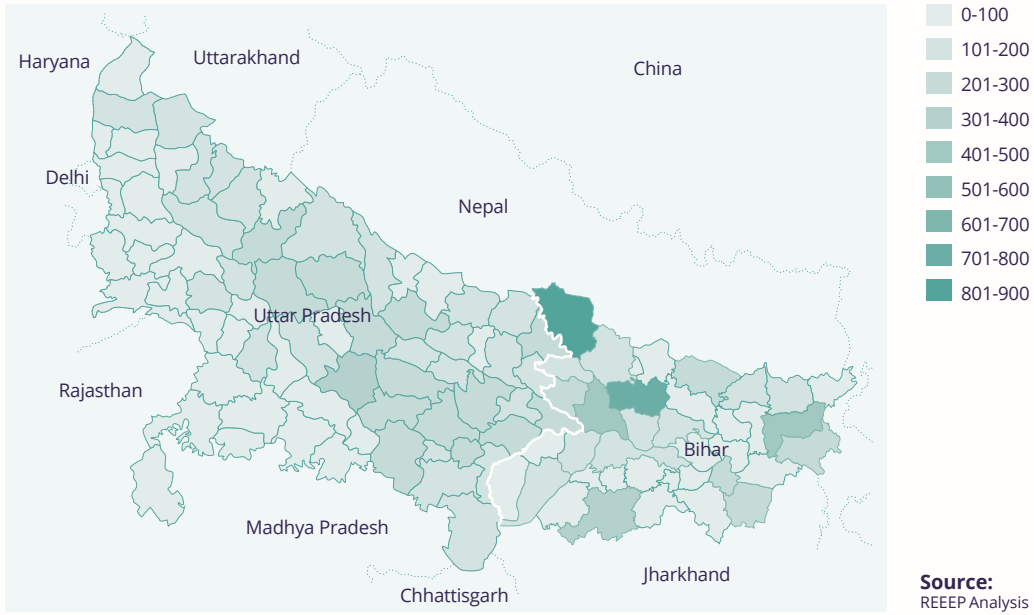 Haryana
Uttarakhand
China
Delhi
Nepal
Uttar Pradesh
Rajasthan
Bihar
Madhya Pradesh
Jharkhand
Chhattisgarh
0-100
101-200
201-300
301-400
401-500
501-600
601-700
701-800
801-900
Source:
REEEP Analysis